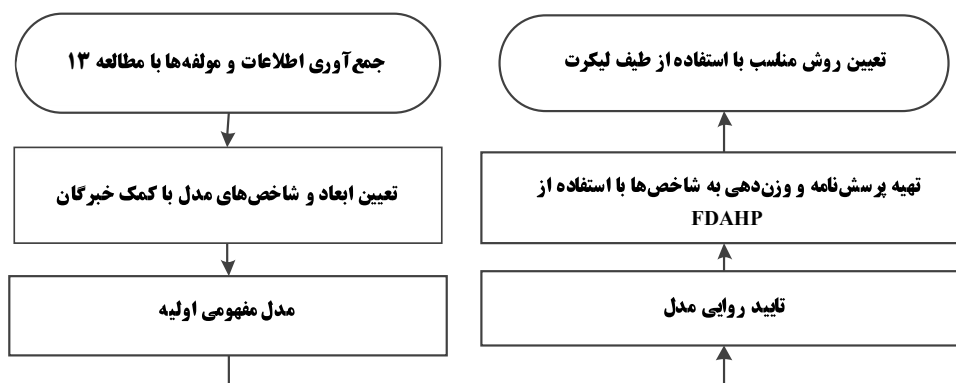 جمع‌آوری اطلاعات و مولفه‌ها با مطالعه ۱۳
تعیین ابعاد و شاخص‌های مدل با کمک خبرگان
مدل مفهومی اولیه
تعیین روش مناسب با استفاده از طیف لیکرت
تهیه پرسش‌نامه و وزن‌دهی به شاخص‌ها با استفاده از
FDAHP
تایید روایی مدل